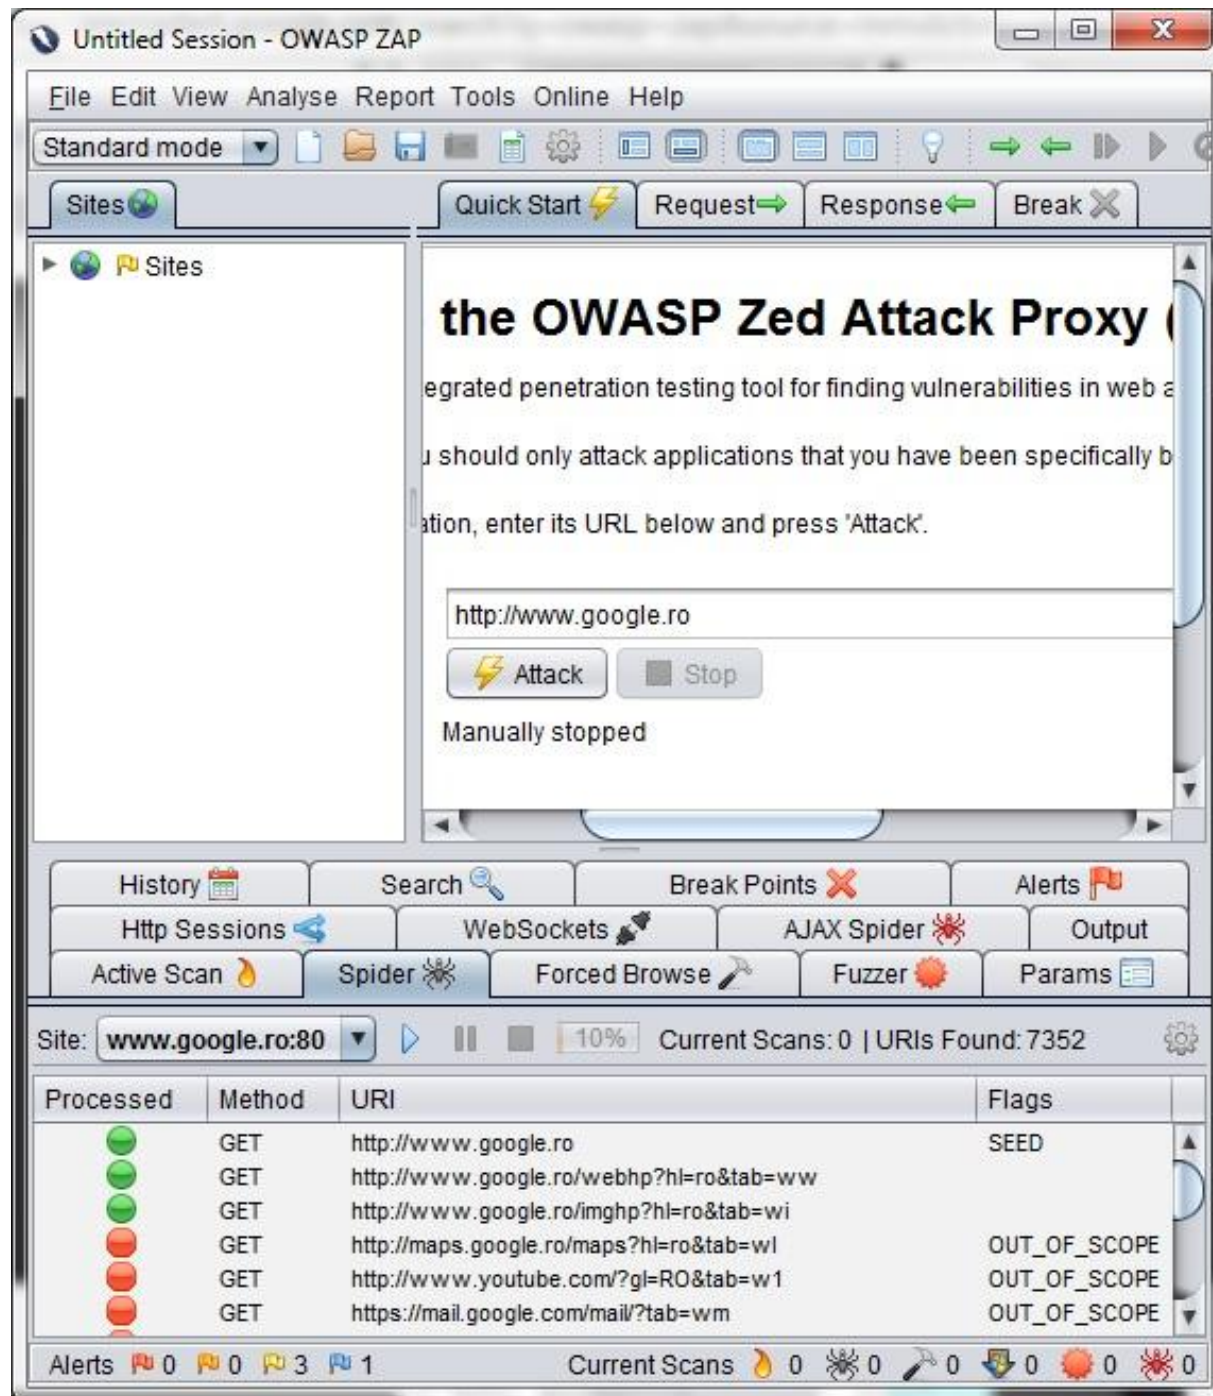 Untitled Session - OWASP ZAP
File Edit View Analyse Report Tools Online Help
Standard mode
Sites
Quick Start Request Response Break
Sites
the OWASP Zed Attack Proxy (
egrated penetration testing tool for finding vulnerabilities in web a
u should only attack applications that you have been specifically b
ation, enter its URL below and press 'Attack'.
http://www.google.ro
Attack Stop
Manually stopped
History Search Break Points Alerts
Http Sessions WebSockets AJAX Spider Output
Active Scan Spider Forced Browse Fuzzer Params
Site: www.google.ro:80 10% Current Scans: 0 | URIs Found: 7352
Processed Method URI Flags
GET http://www.google.ro SEED
GET http://www.google.ro/webhp?hl=ro&tab=ww
GET http://www.google.ro/imghp?hl=ro&tab=wi
GET http://maps.google.ro/maps?hl=ro&tab=wl OUT_OF_SCOPE
GET http://www.youtube.com/?gl=RO&tab=w1 OUT_OF_SCOPE
GET https://mail.google.com/mail/?tab=wm OUT_OF_SCOPE
Alerts 0 0 3 1 Current Scans 0 0 0 0 0 0